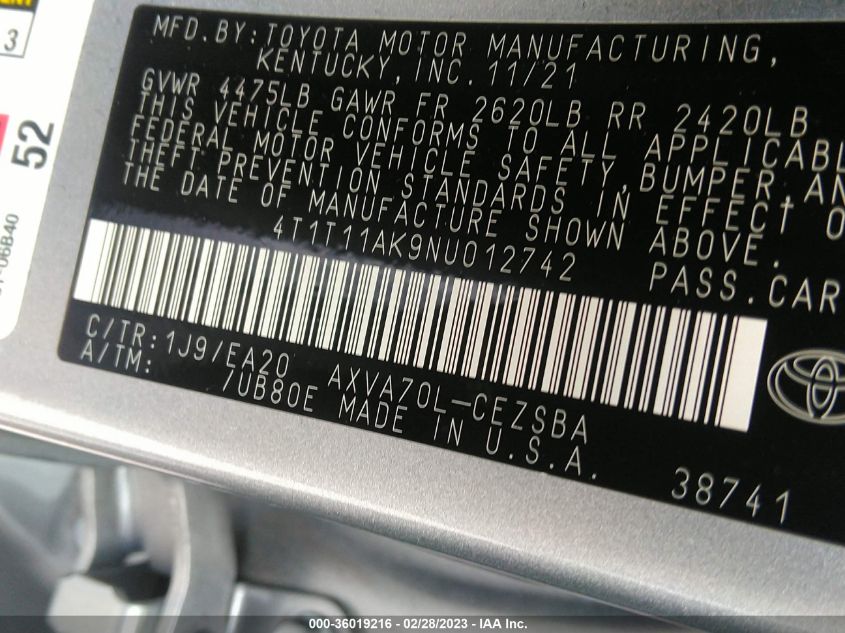 MFD.BY:TOYOTA MOTOR MANUFACTURING,
KENTUCKY, INC. 11/21
GVWR 4475LB GAWR FR 2620LB RR 2420LB
THIS VEHICLE CONFORMS TO ALL APPLICABL
FEDERAL MOTOR VEHICLE SAFETY, BUMPER, AN
THEFT PREVENTION STANDARDS IN EFFECT O
THE DATE OF MANUFACTURE SHOWN ABOVE.
4T1T11AK9NU012742 PASS.CAR
C/TR: 1J9/EA20 AXVA70L-CEZSBA
A/TM: /UB80E MADE IN U.S.A.
38741
3
52
06B40
000-36019216 - 02/28/2023 - IAA Inc.